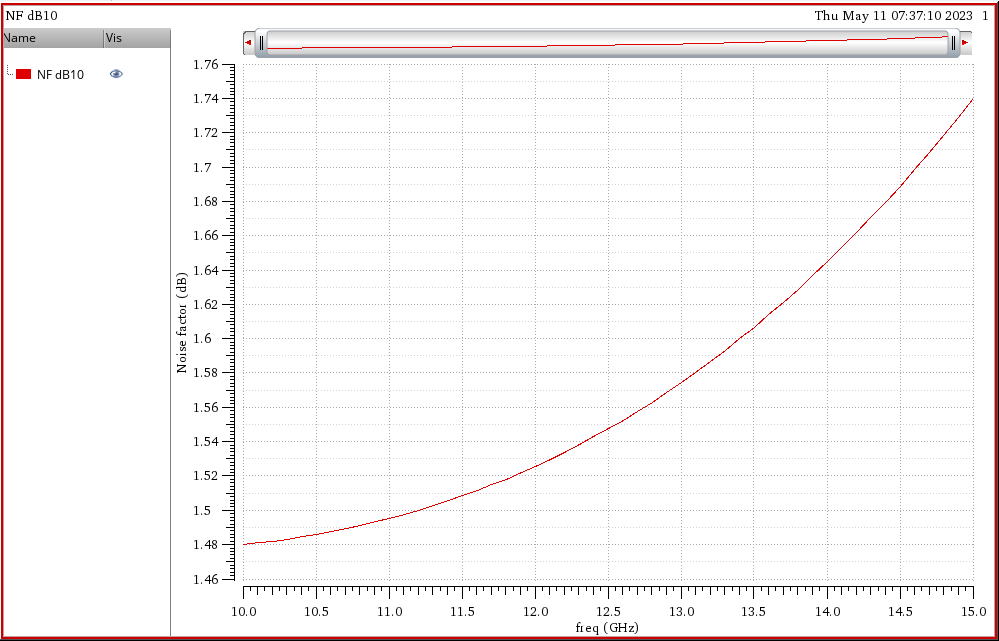 NF dB10
Thu May 11 07:37:10 2023 1
Name Vis
NF dB10
1.76
1.74
1.72
1.7
1.68
1.66
1.64
1.62
1.6
1.58
1.56
1.54
1.52
1.5
1.48
1.46
Noise factor (dB)
10.0 10.5 11.0 11.5 12.0 12.5 13.0 13.5 14.0 14.5 15.0
freq (GHz)